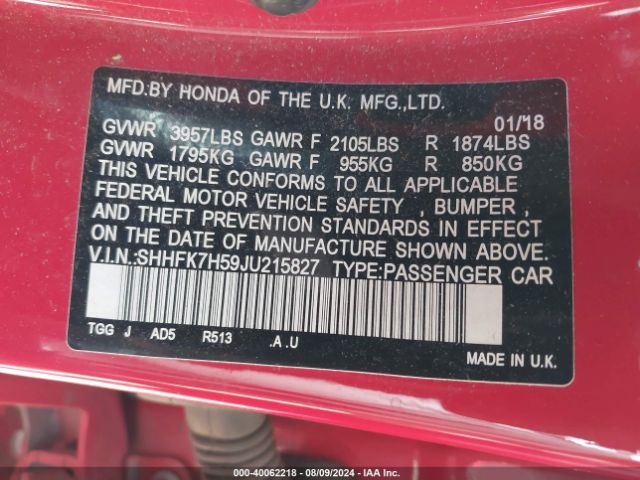 MFD.BY HONDA OF THE U.K. MFG.,LTD.
01/'18
GVWR 3957LBS GAWR F 2105LBS R 1874LBS
GVWR 1795KG GAWR F 955KG R 850KG
THIS VEHICLE CONFORMS TO ALL APPLICABLE
FEDERAL MOTOR VEHICLE SAFETY , BUMPER ,
AND THEFT PREVENTION STANDARDS IN EFFECT
ON THE DATE OF MANUFACTURE SHOWN ABOVE.
V.I.N.:SHHFK7H59JU215827 TYPE:PASSENGER CAR
TGG J AD5 R513 .A .U
MADE IN U.K.
000-40062218 - 08/09/2024 - IAA Inc.